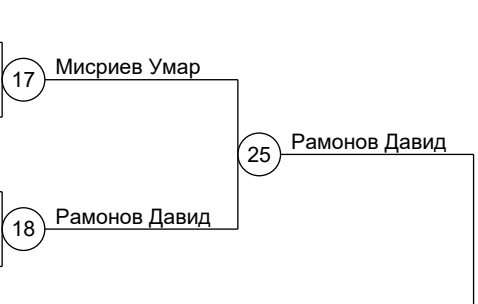 17 Мисриев Умар
25 Рамонов Давид
18 Рамонов Давид